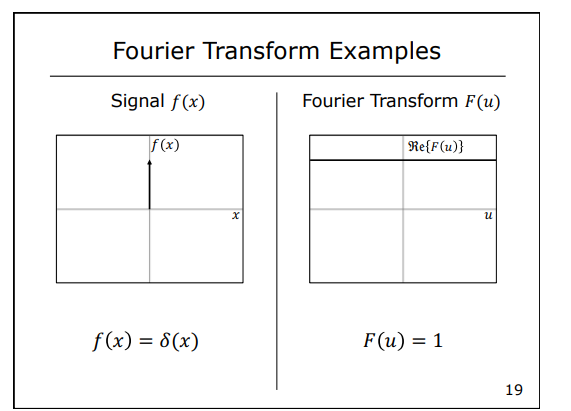 Fourier Transform Examples
Signal f(x)
Fourier Transform F(u)
f(x)
x
ℜe{F(u)}
u
f(x) = δ(x)
F(u) = 1
19